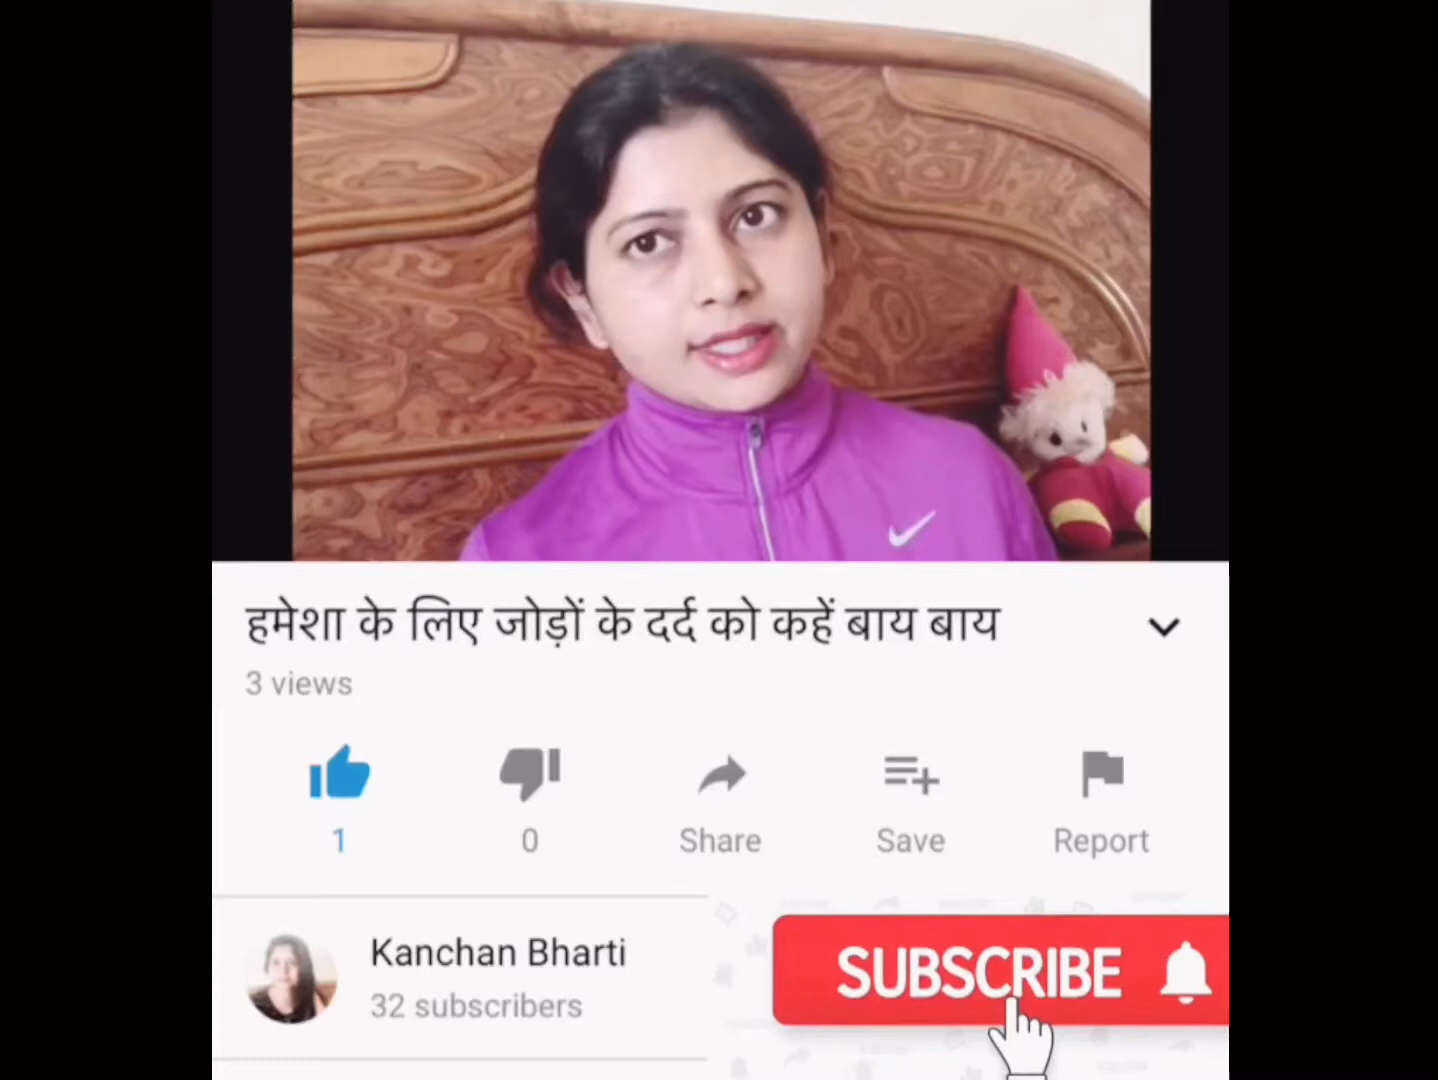 हमेशा के लिए जोड़ों के दर्द को कहें बाय बाय
3 views
1
0
Share
Save
Report
Kanchan Bharti
32 subscribers
SUBSCRIBE